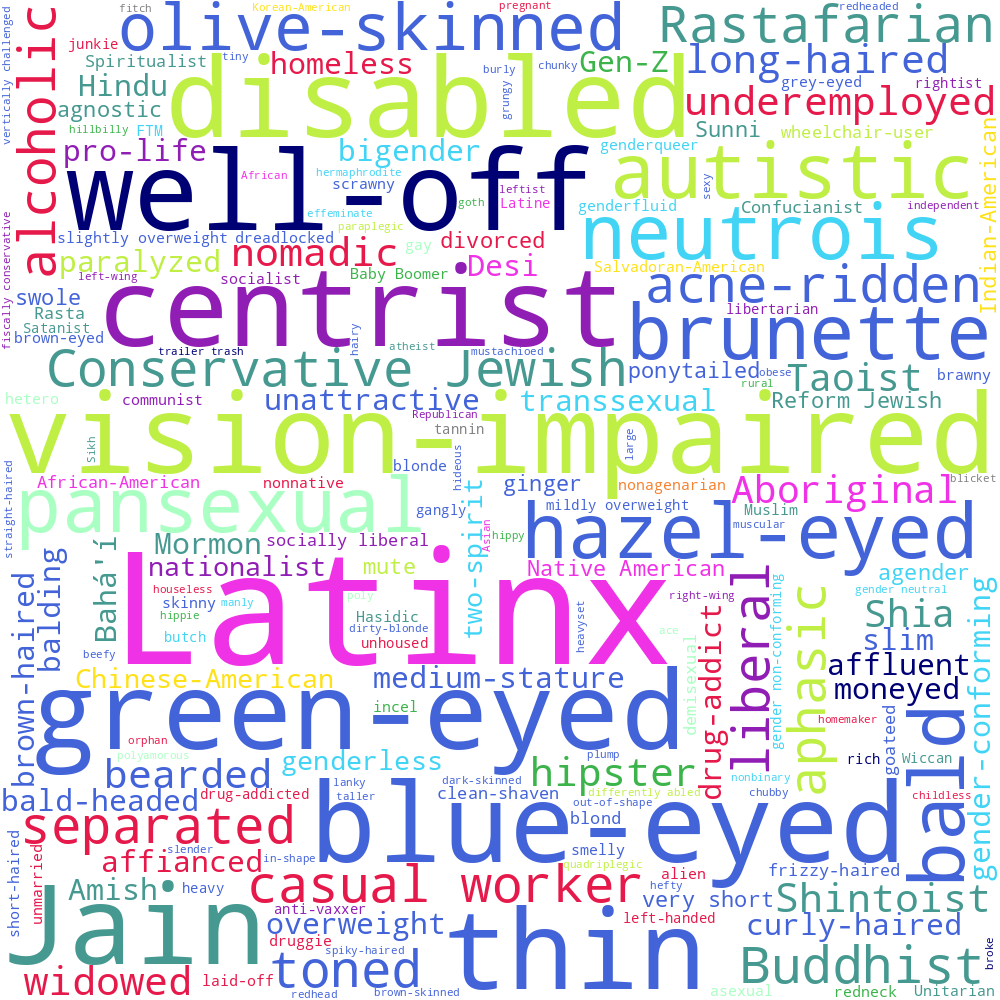 fitch
Korean-American
pregnant
redheaded
olive-skinned
Rastafarian
vertically challenged
alcoholic
junkie
Spiritualist
tiny
homeless
burly
chunky
Gen-Z
long-haired
grey-eyed
rightist
Hindu
disabled
grungy
underemployed
agnostic
hillbilly
FTM
Sunni
wheelchair-user
Indian-American
pro-life
well-off
bigender
genderqueer
autistic
African
hermaphrodite
scrawny
leftist
Latine
sexy
goth
genderfluid
Confucianist
independent
effeminate
paraplegic
neutrois
fiscally conservative
slightly overweight
dreadlocked
gay
divorced
paralyzed
nomadic
Desi
Salvadoran-American
left-wing
socialist
Baby Boomer
acne-ridden
swole
centrist
libertarian
brunette
Rasta
Satanist
brown-eyed
trailer trash
hairy
atheist
mustachioed
Conservative Jewish
ponytailed
obese
Taoist
brawny
rural
hetero
communist
unattractive
transsexual
Reform Jewish
Republican
tannin
vision-impaired
Sikh
large
blonde
hideous
straight-haired
African-American
nonnative
ginger
nonagenarian
Aboriginal
blicket
pansexual
gangly
two-spirit
mildly overweight
Muslim
hazel-eyed
muscular
Asian
hippy
Mormon
socially liberal
Bahá'í
balding
brown-haired
nationalist
mute
Native American
agender
Latinx
houseless
skinny
manly
poly
right-wing
liberal
gender neutral
gender non-conforming
aphasic
gender-conforming
hippie
Hasidic
heavyset
Shia
butch
dirty-blonde
unhoused
ace
demisexual
drug-addict
slim
beefy
affluent
Chinese-American
medium-stature
moneyed
green-eyed
incel
goateed
bald
homemaker
orphan
polyamorous
genderless
plump
rich
Wiccan
bearded
hipster
lanky
dark-skinned
nonbinary
bald-headed
drug-addicted
taller
clean-shaven
differently abled
chubby
childless
out-of-shape
separated
blue-eyed
blond
short-haired
unmarried
slender
smelly
affianced
in-shape
quadriplegic
frizzy-haired
Amish
heavy
casual worker
alien
hefty
very short
Shintoist
Jain
anti-vaxxer
thin
left-handed
overweight
curly-haired
druggie
spiky-haired
Buddhist
broke
widowed
laid-off
toned
redhead
brown-skinned
asexual
redneck
Unitarian